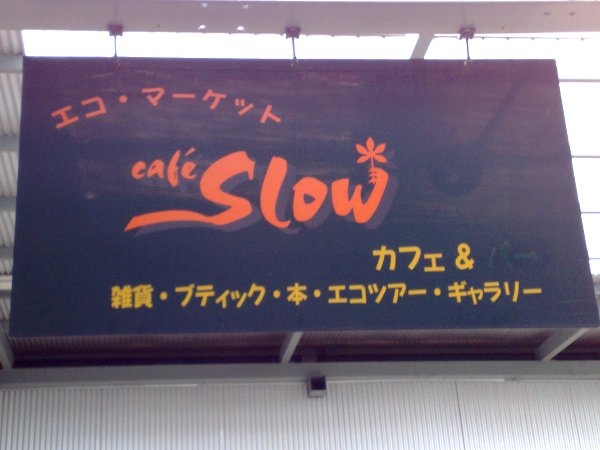 エコ・マーケット
café Slow
カフェ & バー
雑貨・ブティック・本・エコツアー・ギャラリー